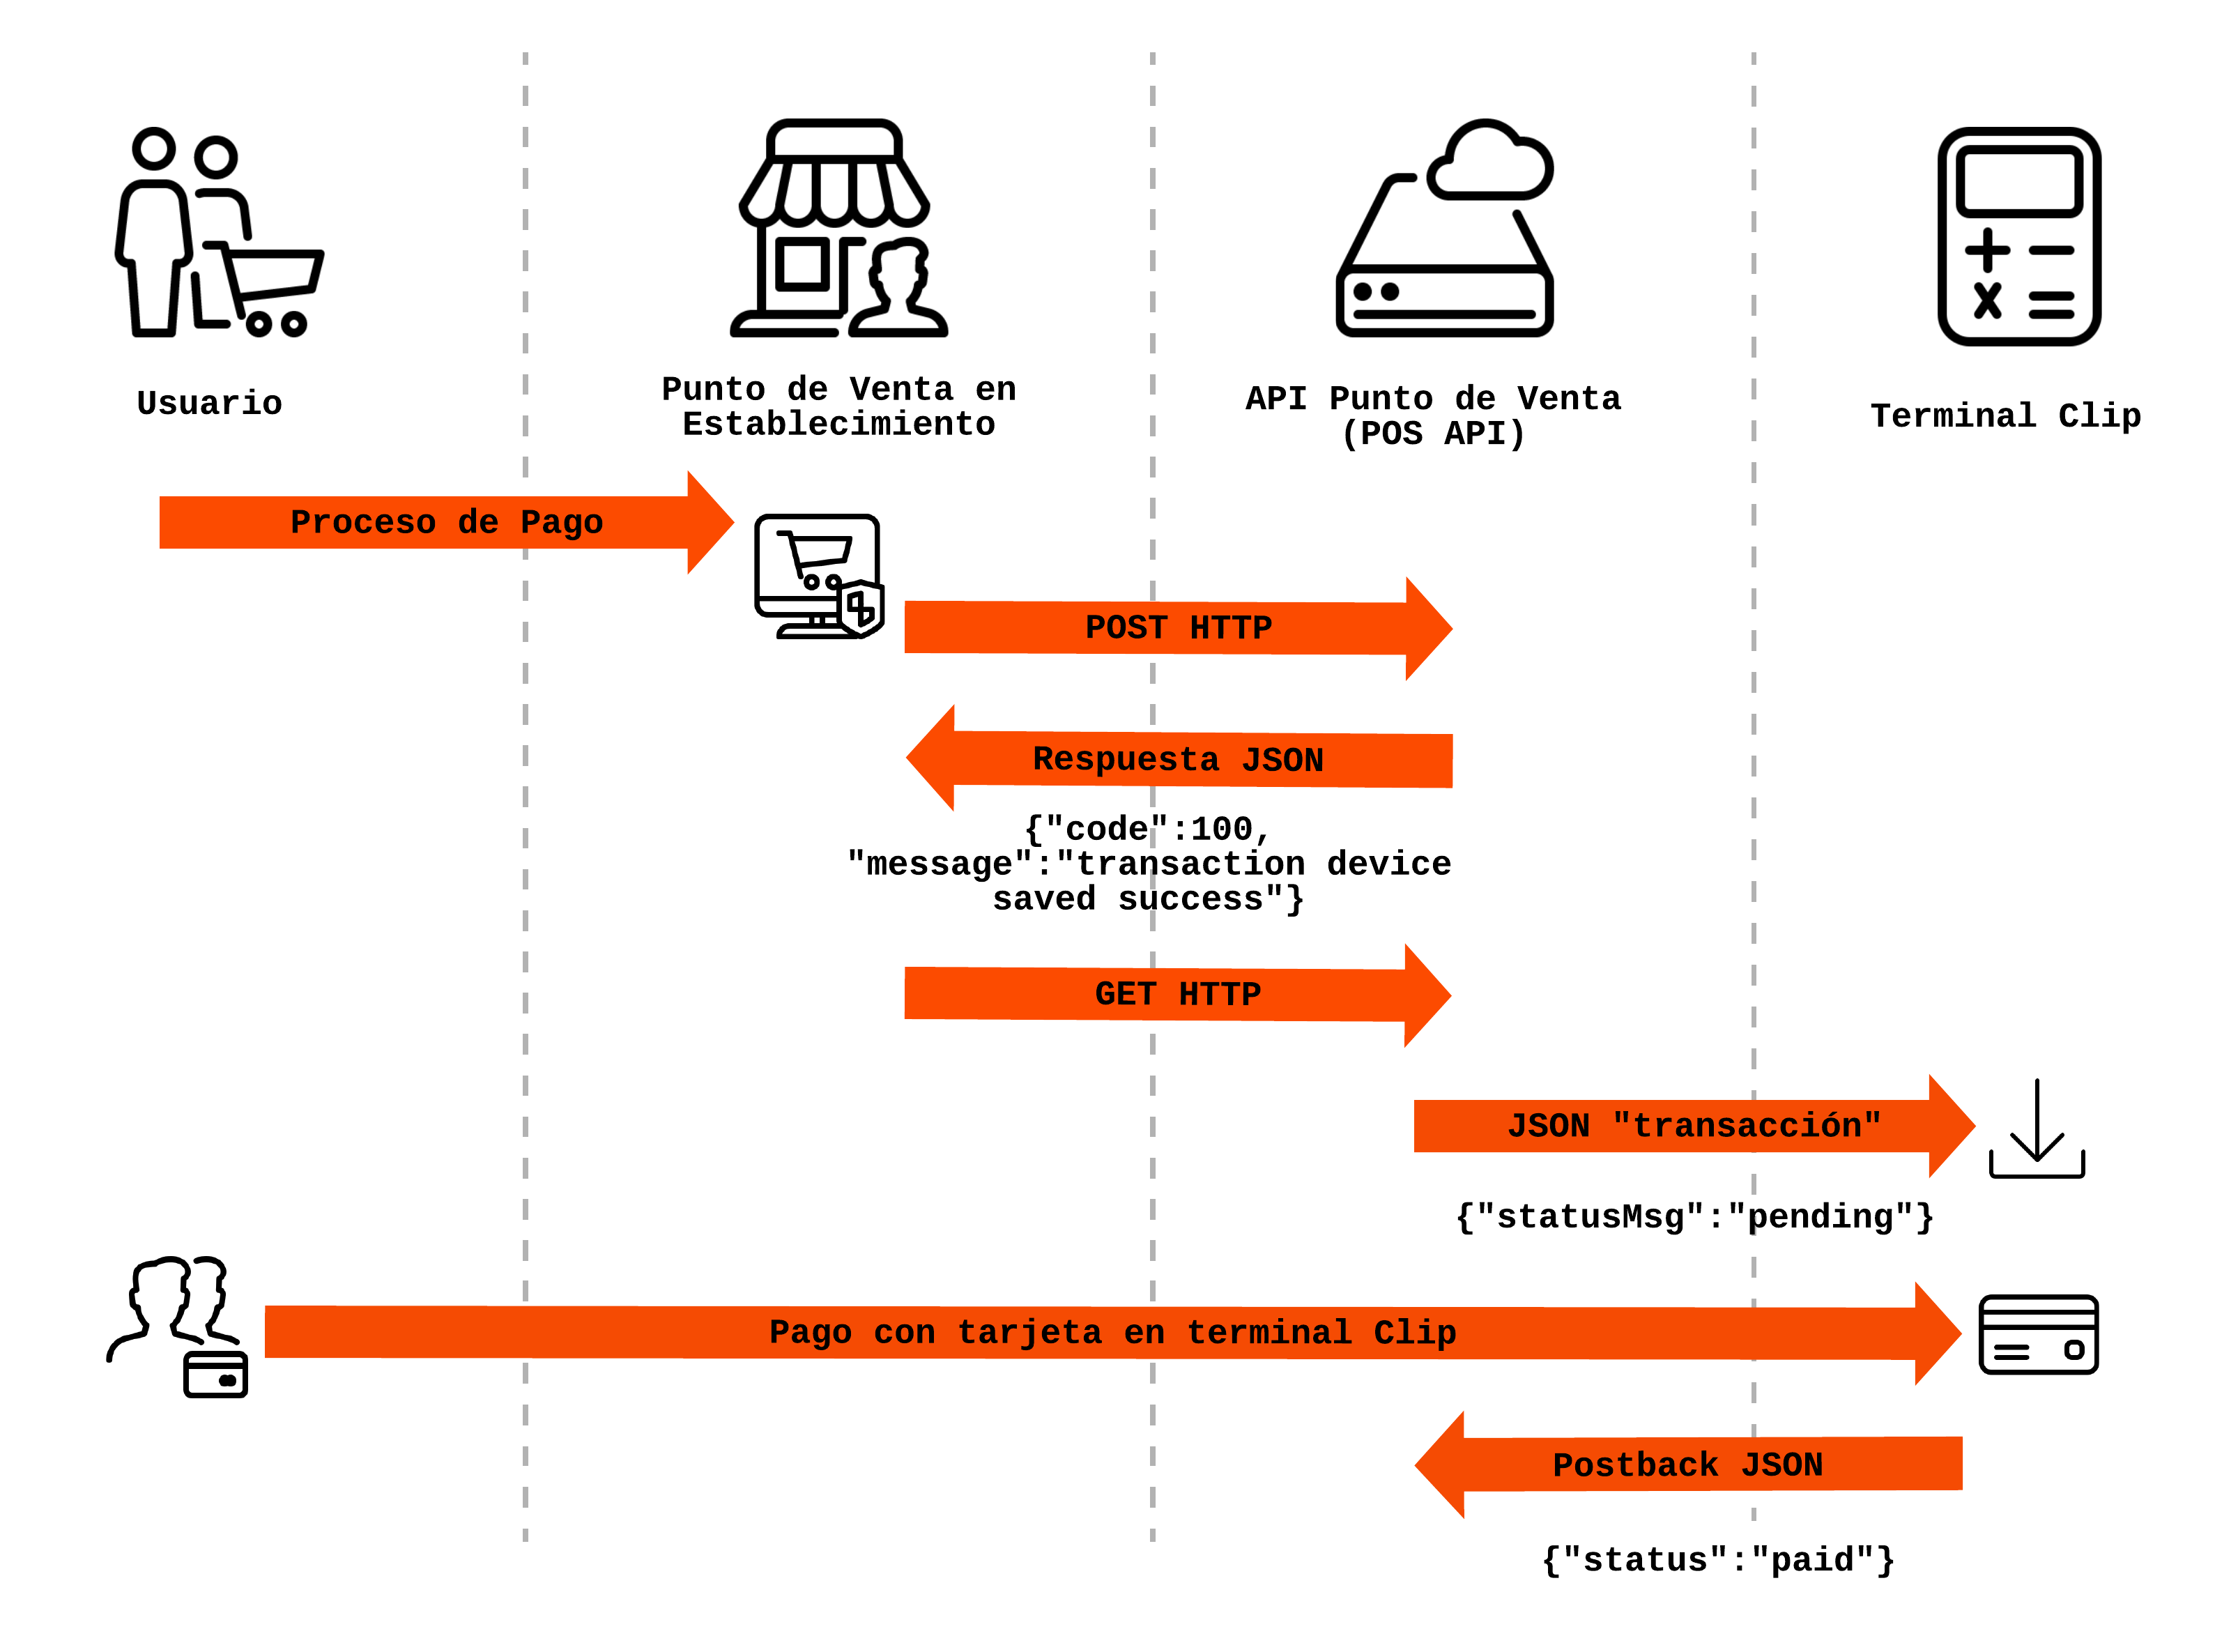 Usuario
Punto de Venta en
Establecimiento
API Punto de Venta
(POS API)
Terminal Clip
Proceso de Pago
POST HTTP
Respuesta JSON
{"code":100,
"message":"transaction device
saved success"}
GET HTTP
JSON "transacción"
{"statusMsg":"pending"}
Pago con tarjeta en terminal Clip
Postback JSON
{"status":"paid"}